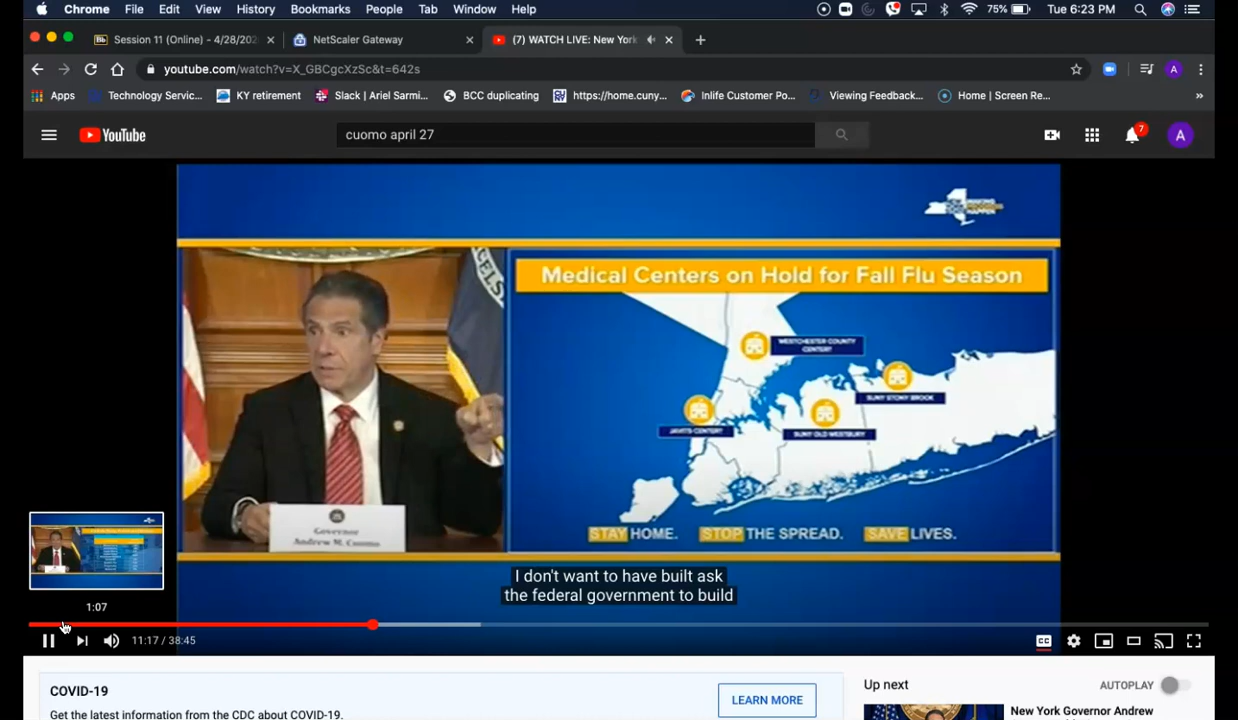 Chrome File Edit View History Bookmarks People Tab Window Help 75% Tue 6:23 PM
Bb Session 11 (Online) - 4/28/202 NetScaler Gateway (7) WATCH LIVE: New York
youtube.com/watch?v=X_GBCgcXzSc&t=642s A
Apps Technology Servic... KY retirement Slack | Ariel Sarmi... BCC duplicating https://home.cuny,... Inlife Customer Po... Viewing Feedback... Home | Screen Re... »
YouTube cuomo april 27 7 A
EXCELS
Medical Centers on Hold for Fall Flu Season
WESTCHESTER COUNTY
CENTER?
SUNY STONY BROOK
JAVITS CENTER?
SUNY OLD WESTBURY
Governor
Andrew M. Cuomo
STAY HOME. STOP THE SPREAD. SAVE LIVES.
I don't want to have built ask
the federal government to build
1:07
11:17 / 38:45 CC
COVID-19
Get the latest information from the CDC about COVID-19.
LEARN MORE
Up next AUTOPLAY
New York Governor Andrew